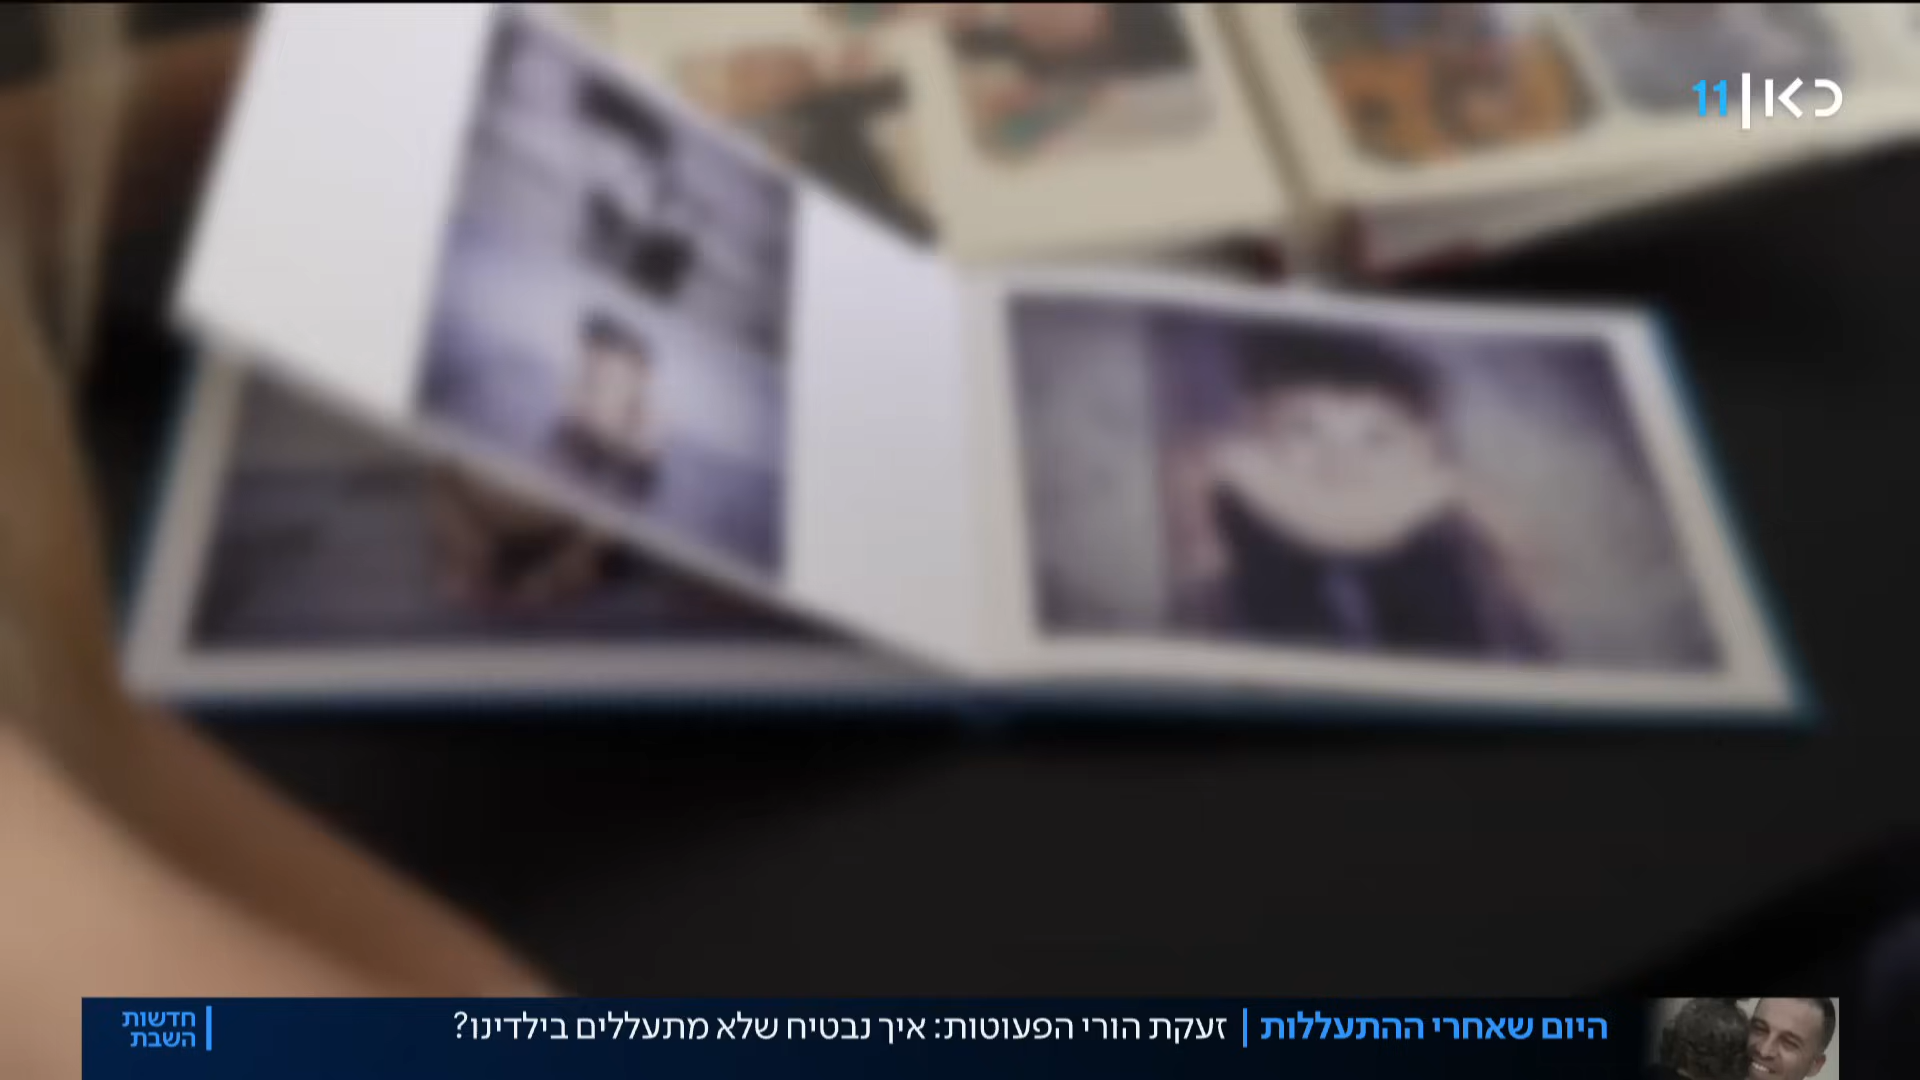 כאן | 11
היום שאחרי ההתעללות | זעקת הורי הפעוטות: איך נבטיח שלא מתעללים בילדינו?
חדשות
השבת